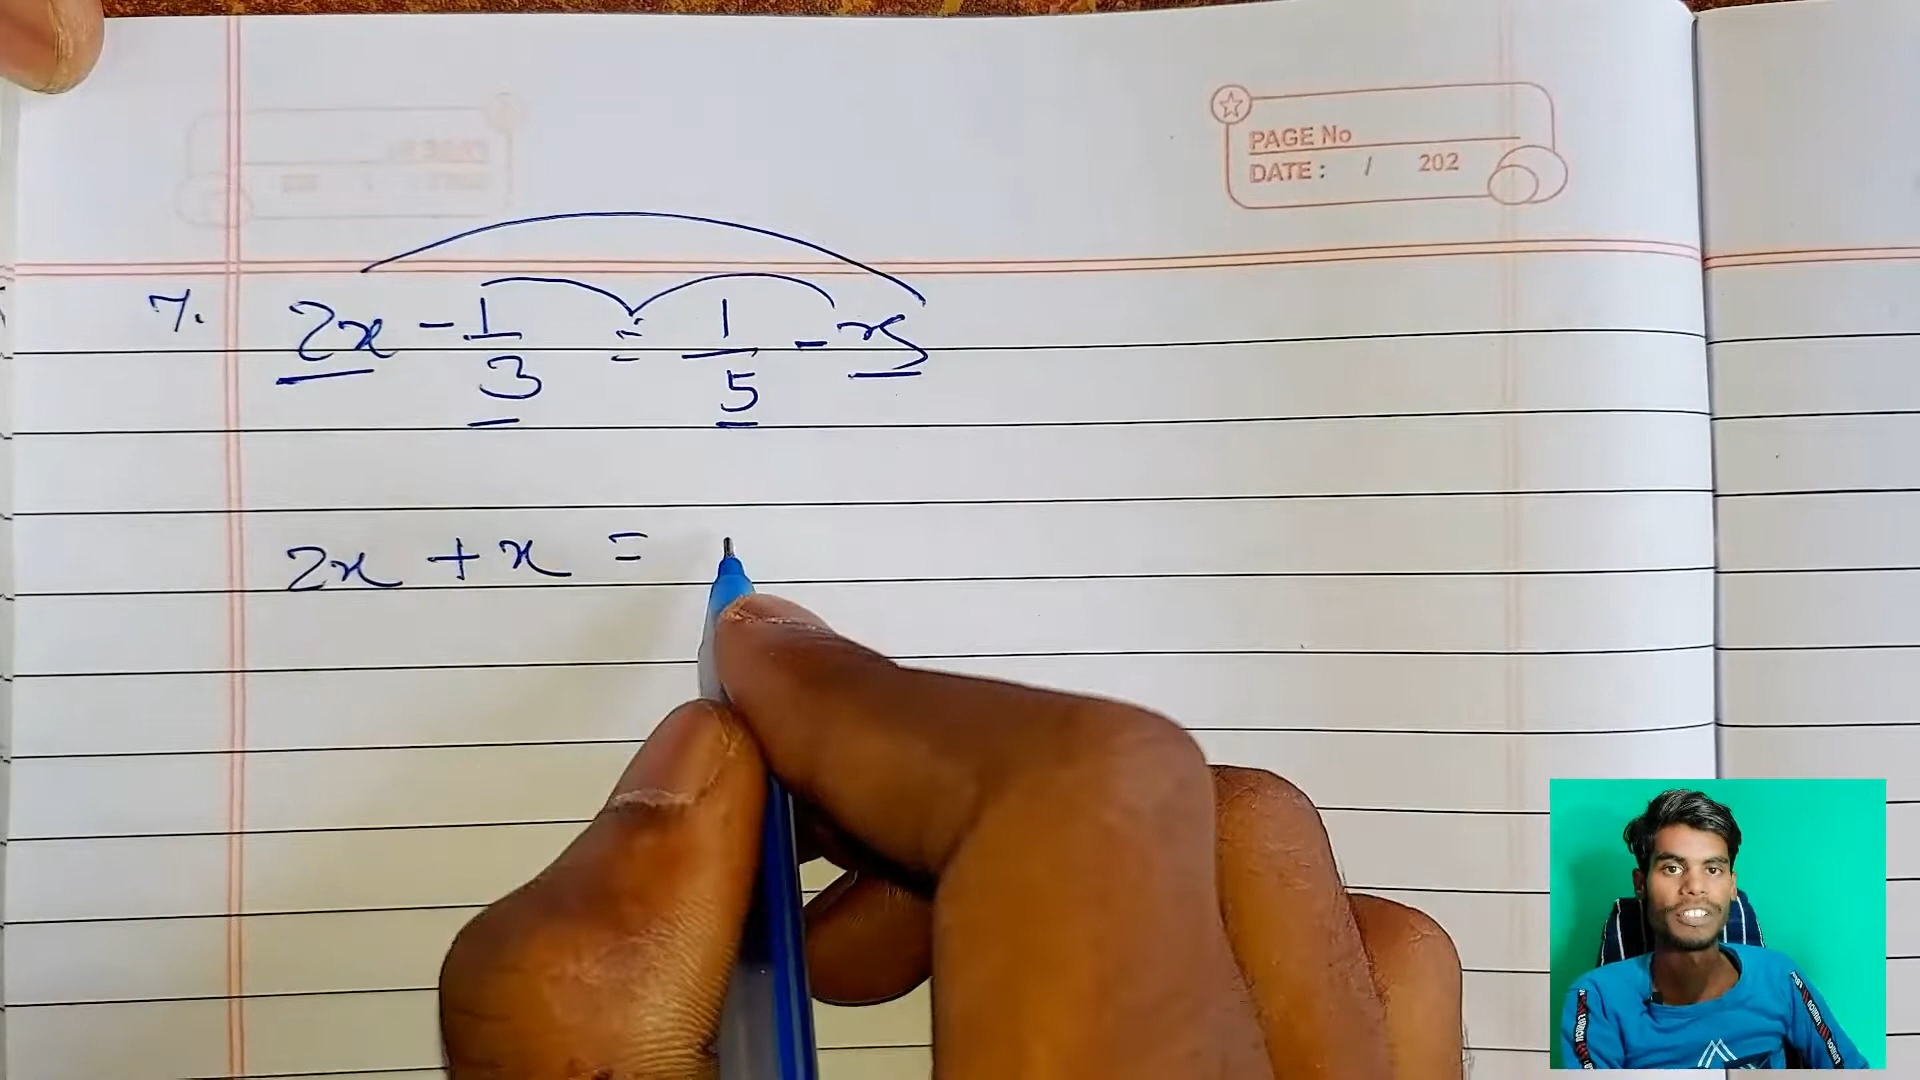 PAGE No
DATE : / 202
7. 2x - 1/3 = 1/5 - x
2x + x =